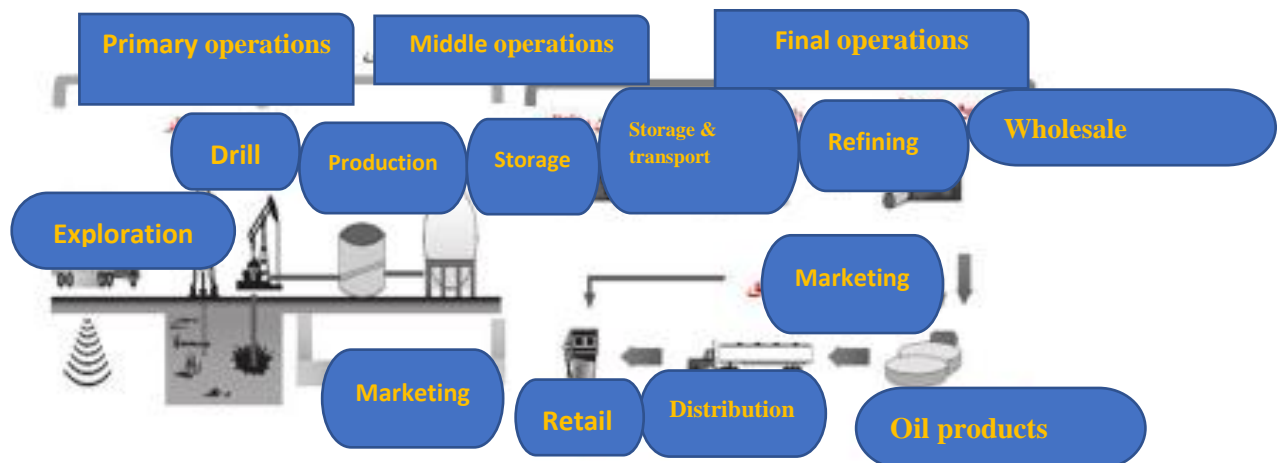 Primary operations
Middle operations
Final operations
Drill
Production
Storage
Storage &
transport
Refining
Wholesale
Exploration
Marketing
Marketing
Retail
Distribution
Oil products